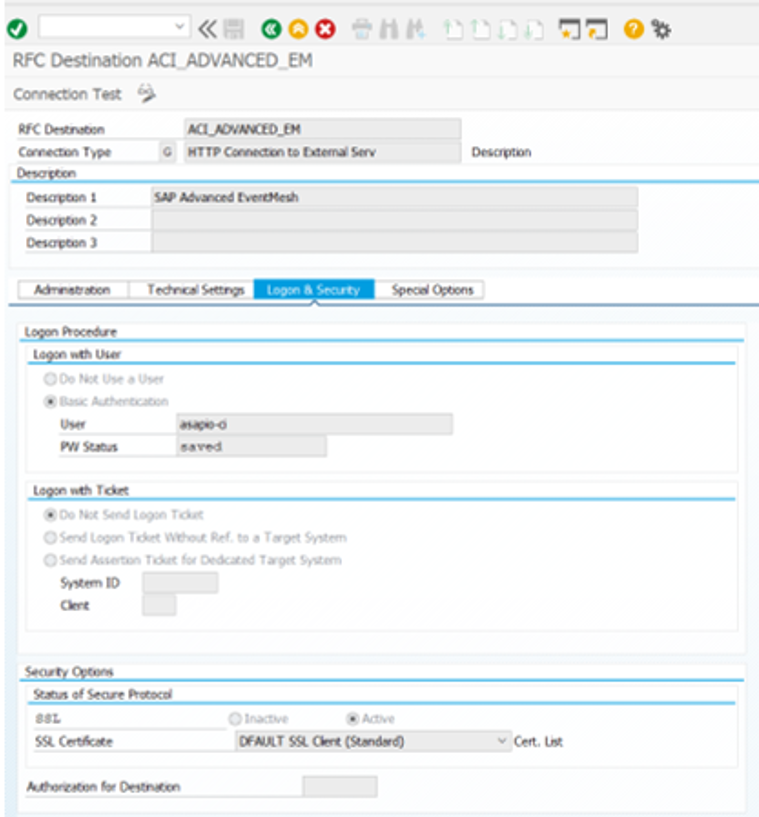 RFC Destination ACI_ADVANCED_EM
Connection Test
RFC Destination ACI_ADVANCED_EM
Connection Type G HTTP Connection to External Serv Description
Description
Description 1 SAP Advanced EventMesh
Description 2
Description 3
Administration Technical Settings Logon & Security Special Options
Logon Procedure
Logon with User
Do Not Use a User
Basic Authentication
User asapio-ci
PW Status saved
Logon with Ticket
Do Not Send Logon Ticket
Send Logon Ticket Without Ref. to a Target System
Send Assertion Ticket for Dedicated Target System
System ID
Client
Security Options
Status of Secure Protocol
SSL Inactive Active
SSL Certificate DFAULT SSL Client (Standard) Cert. List
Authorization for Destination